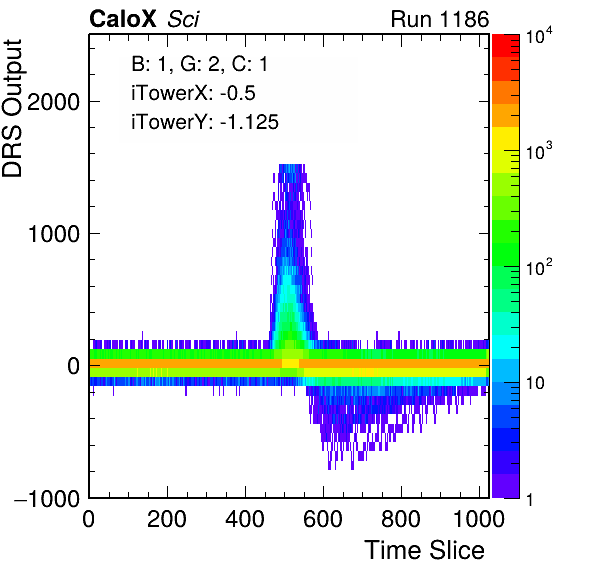 CaloX Sci Run 1186
B: 1, G: 2, C: 1
iTowerX: -0.5
iTowerY: -1.125
DRS Output
2000
1000
0
−1000
0 200 400 600 800 1000
Time Slice
10^4
10^3
10^2
10
1